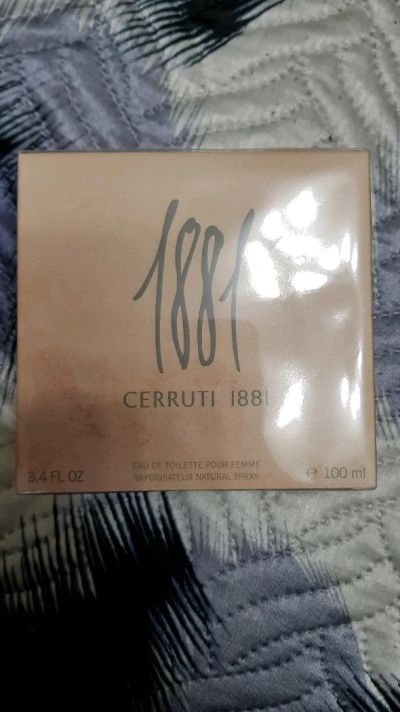 1881
CERRUTI 1881
EAU DE TOILETTE POUR FEMME
3.4 FL OZ VAPORISATEUR NATURAL SPRAY e 100 ml